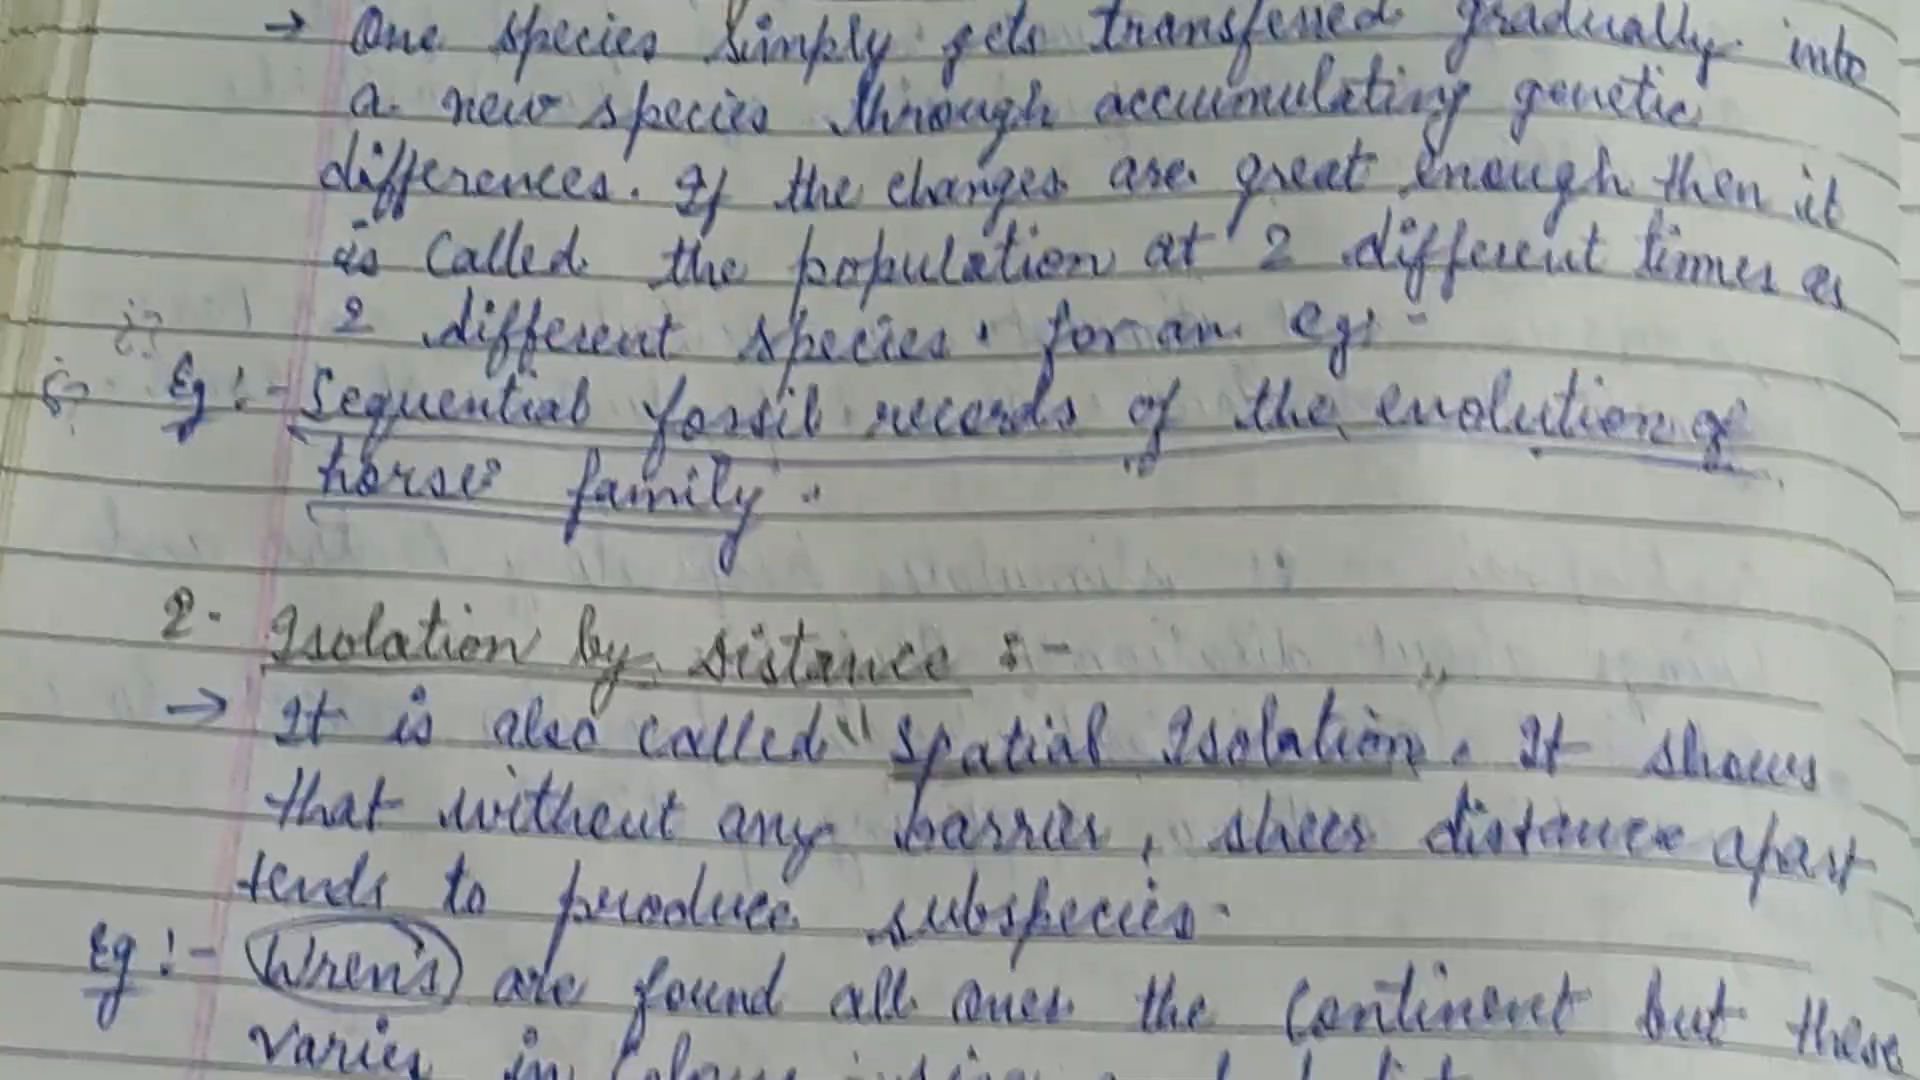 → One species simply gets transferred gradually into
a new species through accumulating genetic
differences. If the changes are great enough then it
is called the population at 2 different times as
2 different species. for an eg:-
Eg:- Sequential fossil records of the evolution of
horse family.
2. Isolation by distance :-
→ It is also called "Spatial Isolation. It shows
that without any barrier, sheer distance apart
tends to produce subspecies.
Eg:- Wren's are found all over the Continent but these
varies in Colour